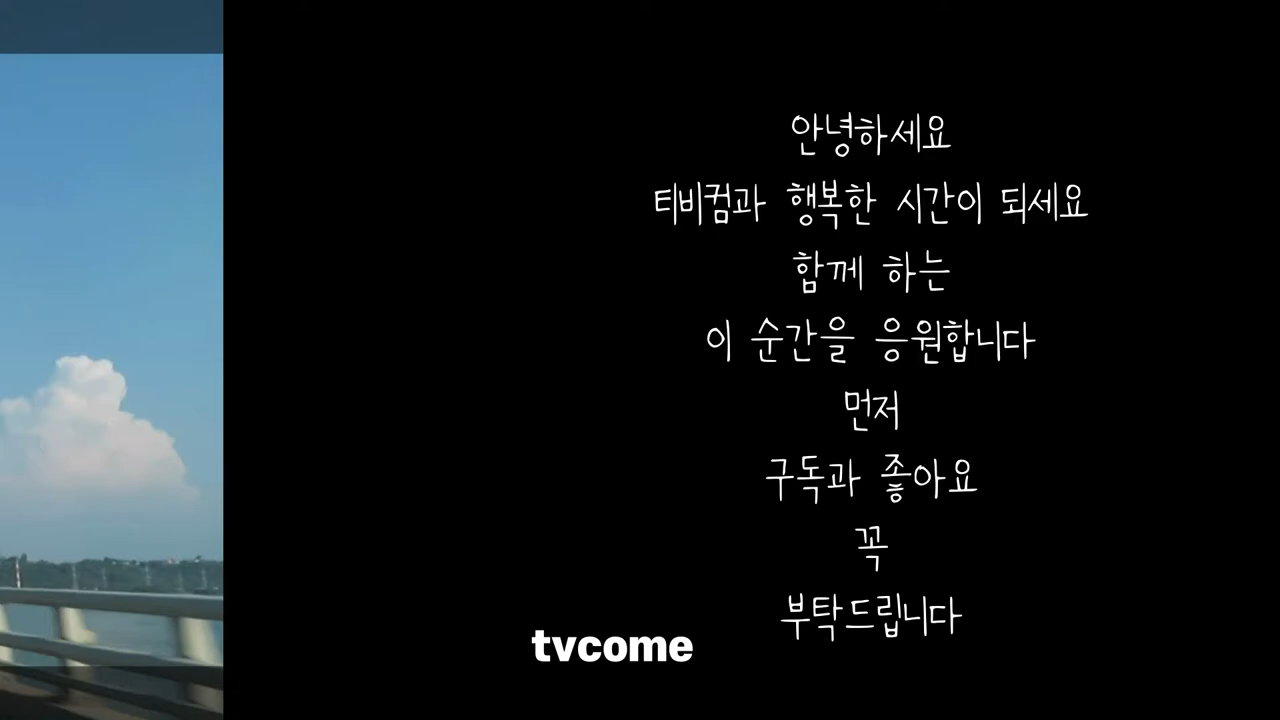 안녕하세요
티비컴과 행복한 시간이 되세요
함께 하는
이 순간을 응원합니다
먼저
구독과 좋아요
꼭
부탁드립니다
tvcome